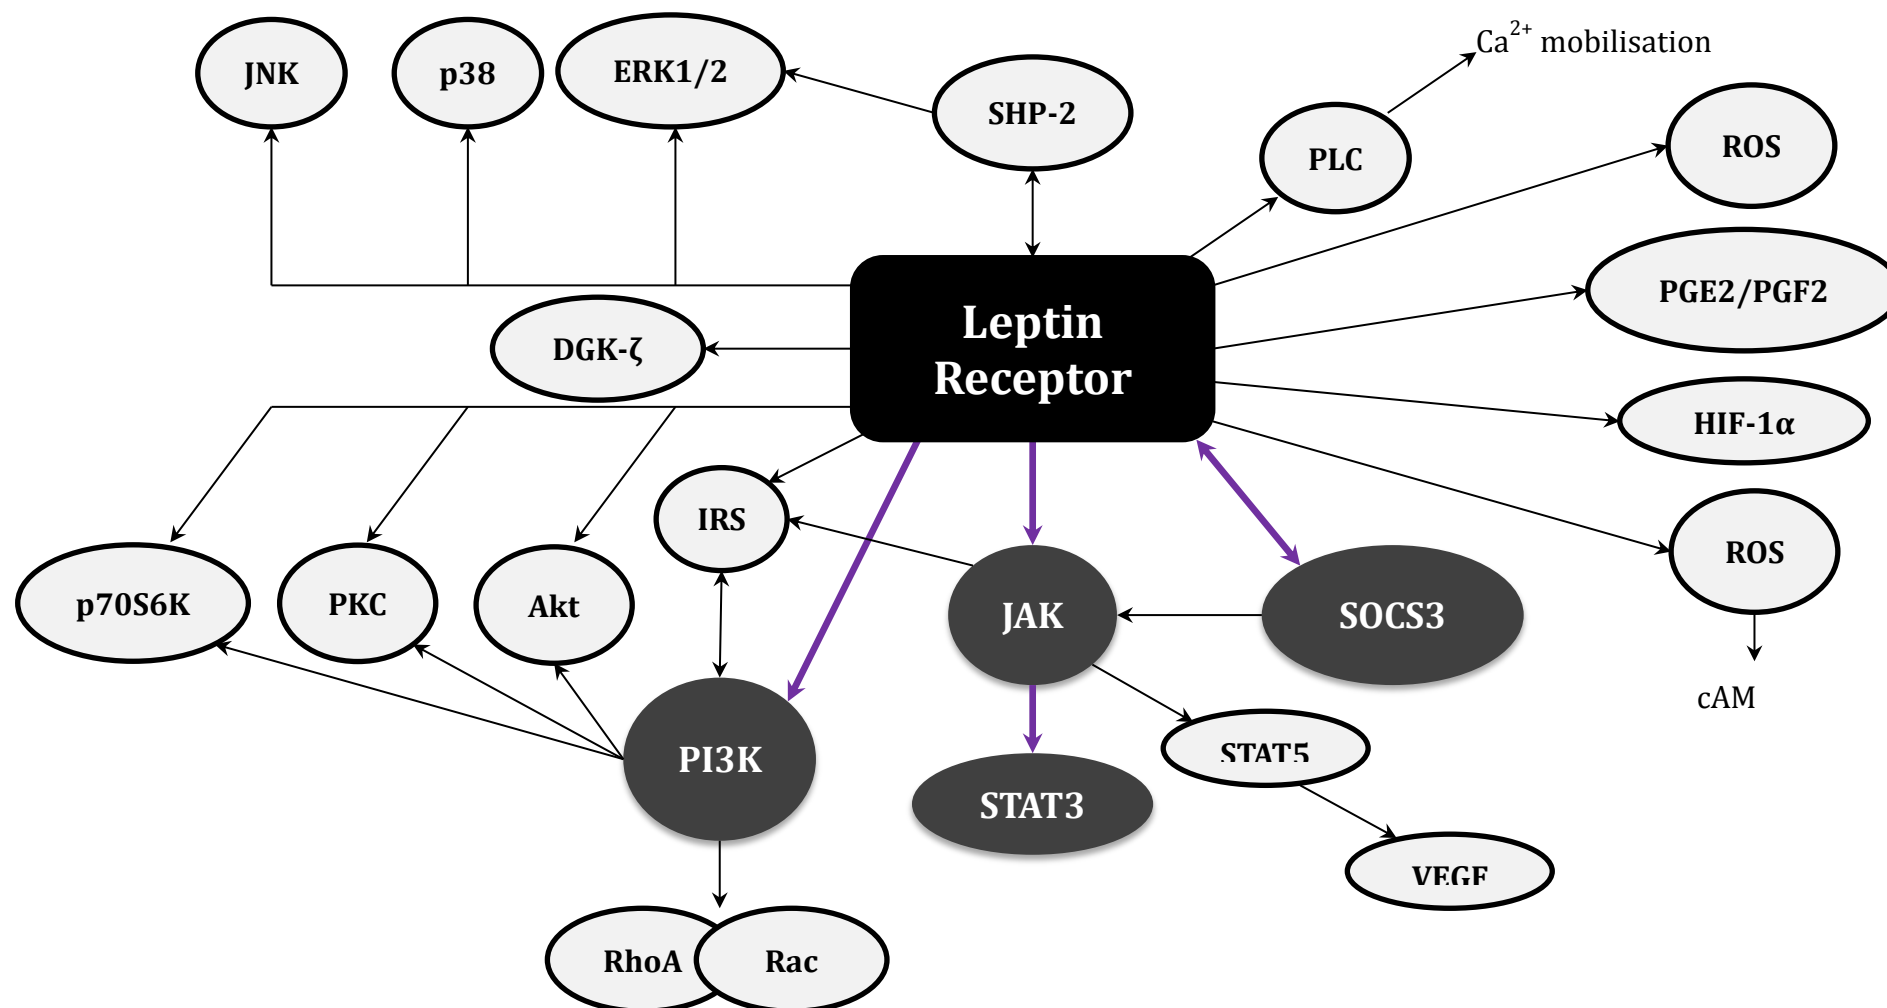 Ca²⁺ mobilisation
JNK
p38
ERK1/2
SHP-2
PLC
ROS
PGE2/PGF2
Leptin
Receptor
DGK-ζ
HIF-1α
IRS
ROS
p70S6K
PKC
Akt
JAK
SOCS3
cAM
PI3K
STAT5
STAT3
VEGF
RhoA
Rac